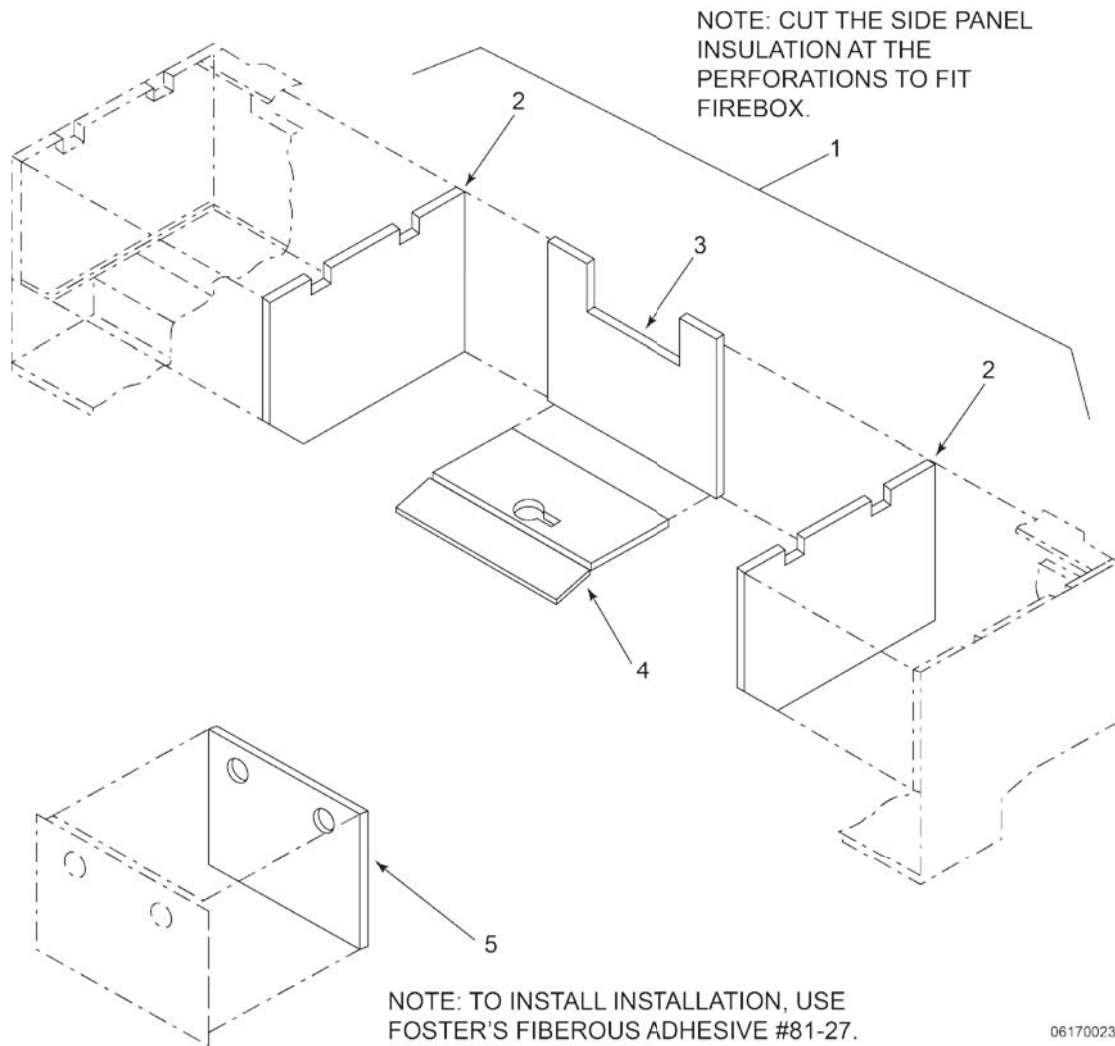 NOTE: CUT THE SIDE PANEL
INSULATION AT THE
PERFORATIONS TO FIT
FIREBOX.
2
1
3
2
4
5
NOTE: TO INSTALL INSTALLATION, USE
FOSTER'S FIBEROUS ADHESIVE #81-27.
06170023